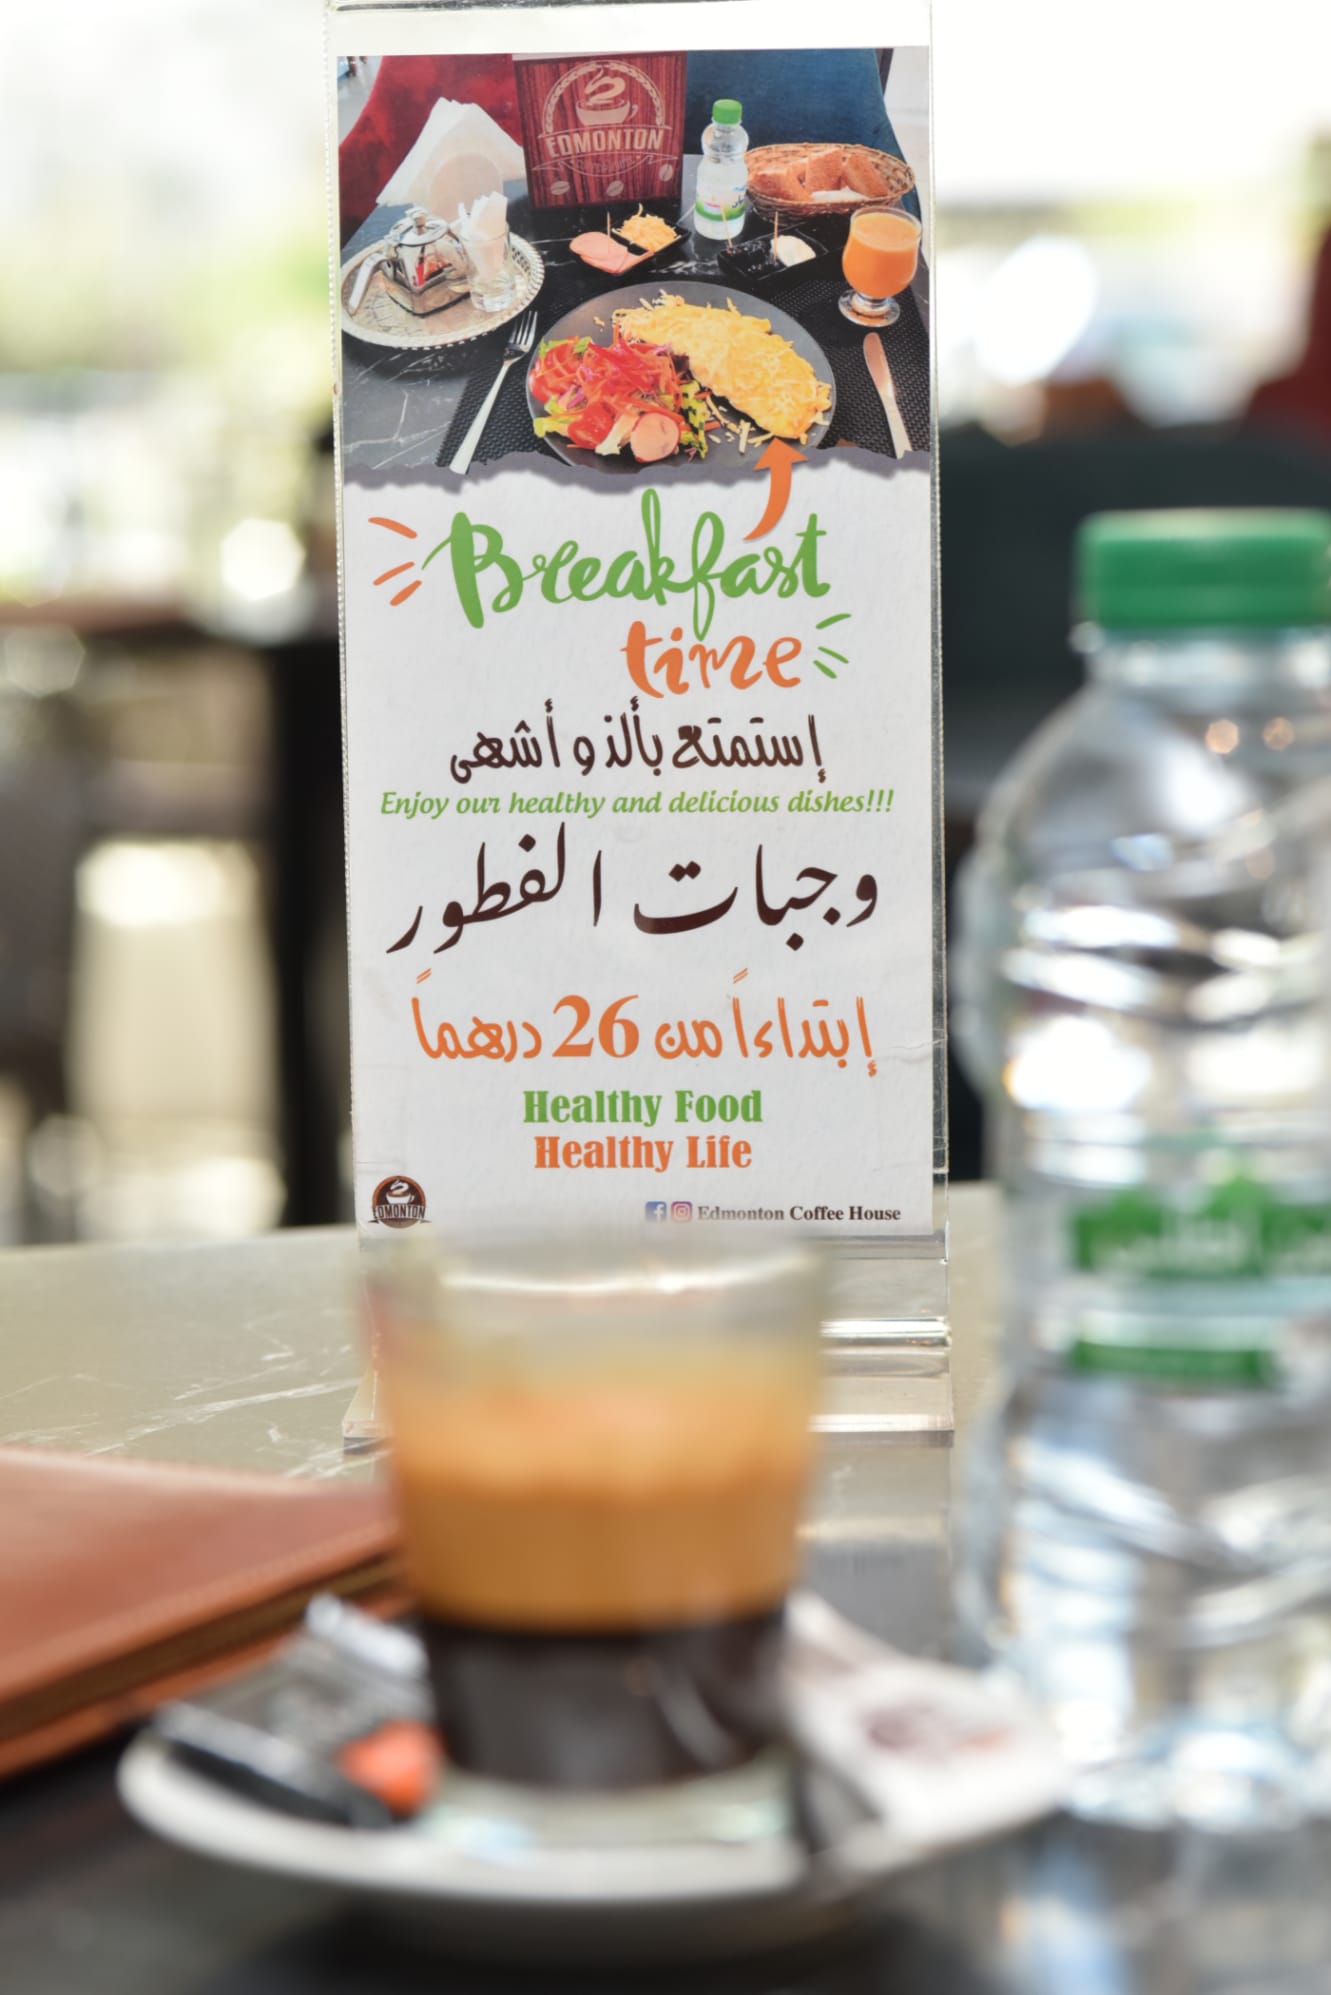 EDMONTON
Breakfast
time
إستمتع بألذ و أشهى
Enjoy our healthy and delicious dishes!!!
وجبات الفطور
إبتداءاً من 26 درهماً
Healthy Food
Healthy Life
EDMONTON
Edmonton Coffee House